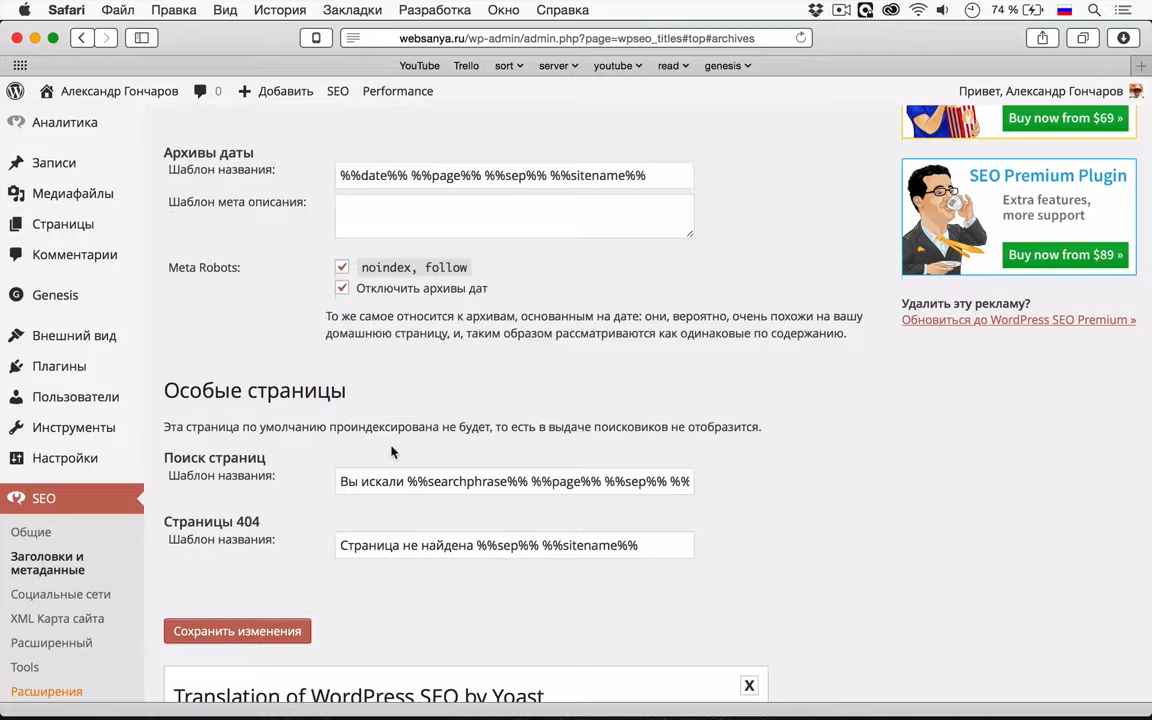 Safari Файл Правка Вид История Закладки Разработка Окно Справка 74 %
websanya.ru/wp-admin/admin.php?page=wpseo_titles#top#archives
YouTube Trello sort server youtube read genesis
Александр Гончаров 0 Добавить SEO Performance Привет, Александр Гончаров
Аналитика
Записи
Медиафайлы
Страницы
Комментарии
Genesis
Внешний вид
Плагины
Пользователи
Инструменты
Настройки
SEO
Общие
Заголовки и
метаданные
Социальные сети
XML Карта сайта
Расширенный
Tools
Расширения
Архивы даты
Шаблон названия:
%%date%% %%page%% %%sep%% %%sitename%%
Шаблон мета описания:
Meta Robots:
noindex, follow
Отключить архивы дат
То же самое относится к архивам, основанным на дате: они, вероятно, очень похожи на вашу
домашнюю страницу, и, таким образом рассматриваются как одинаковые по содержанию.
Особые страницы
Эта страница по умолчанию проиндексирована не будет, то есть в выдаче поисковиков не отобразится.
Поиск страниц
Шаблон названия:
Вы искали %%searchphrase%% %%page%% %%sep%% %%
Страницы 404
Шаблон названия:
Страница не найдена %%sep%% %%sitename%%
Сохранить изменения
Translation of WordPress SEO by Yoast
X
Buy now from $69 »
SEO Premium Plugin
Extra features,
more support
Buy now from $89 »
Удалить эту рекламу?
Обновиться до WordPress SEO Premium »